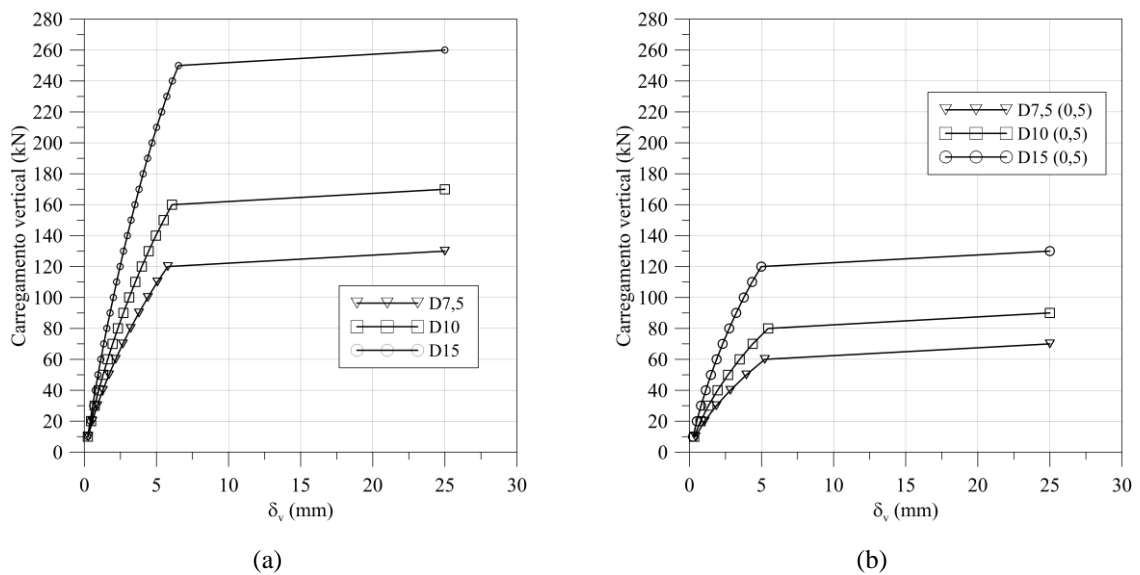 280
260
240
220
200
180
160
140
120
100
80
60
40
20
0
Carregamento vertical (kN)
D7,5
D10
D15
0 5 10 15 20 25 30
δv (mm)
(a)
280
260
240
220
200
180
160
140
120
100
80
60
40
20
0
Carregamento vertical (kN)
D7,5 (0,5)
D10 (0,5)
D15 (0,5)
0 5 10 15 20 25 30
δv (mm)
(b)